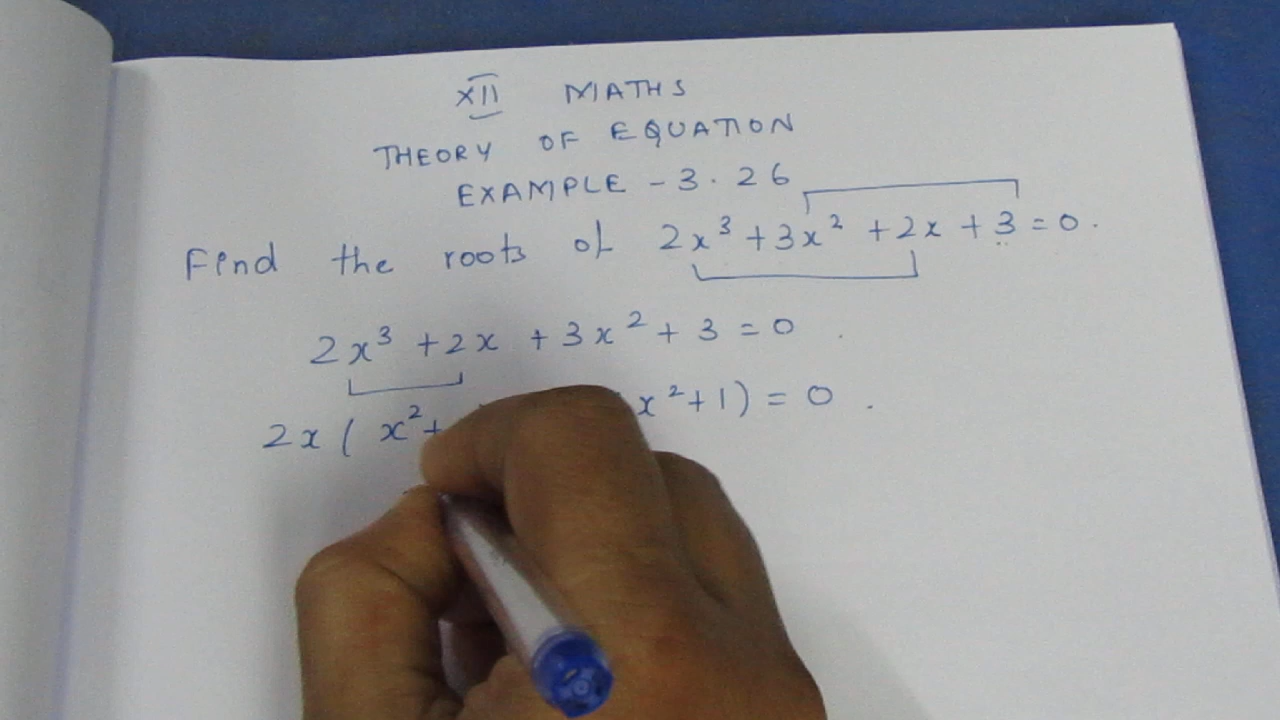 XII MATHS
THEORY OF EQUATION
EXAMPLE - 3.26
Find the roots of 2x³ + 3x² + 2x + 3 = 0.
2x³ + 2x + 3x² + 3 = 0.
2x ( x² + x² + 1) = 0.